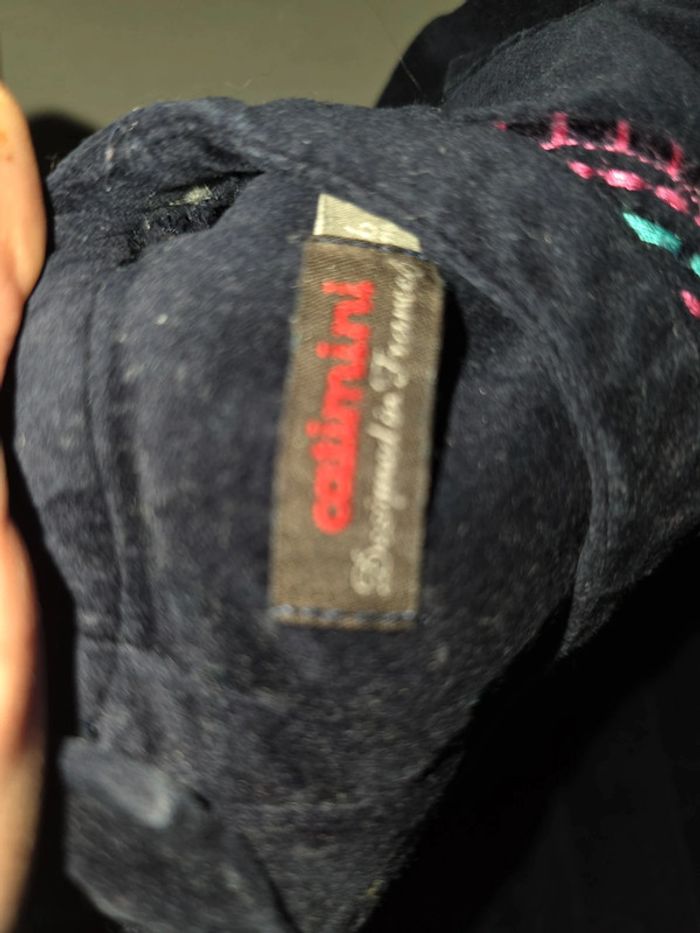 catimini
Designed in France